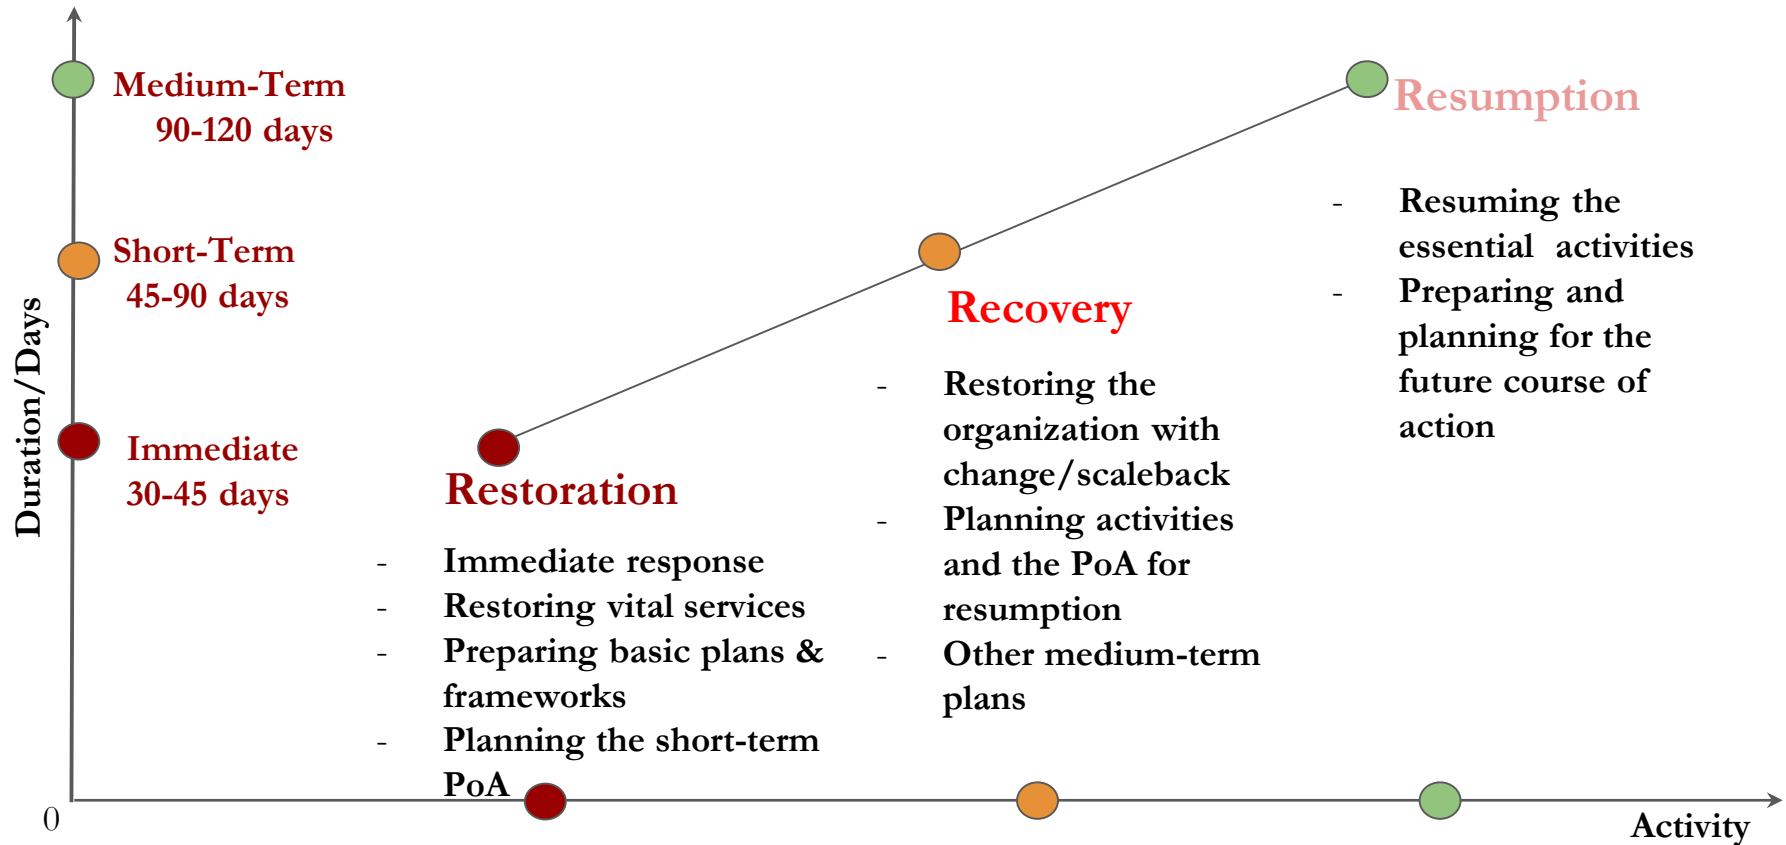 Medium-Term
90-120 days
Short-Term
45-90 days
Immediate
30-45 days
Duration/Days
Restoration
- Immediate response
- Restoring vital services
- Preparing basic plans &
frameworks
- Planning the short-term
PoA
Recovery
- Restoring the
organization with
change/scaleback
- Planning activities
and the PoA for
resumption
- Other medium-term
plans
Resumption
- Resuming the
essential activities
- Preparing and
planning for the
future course of
action
0
Activity